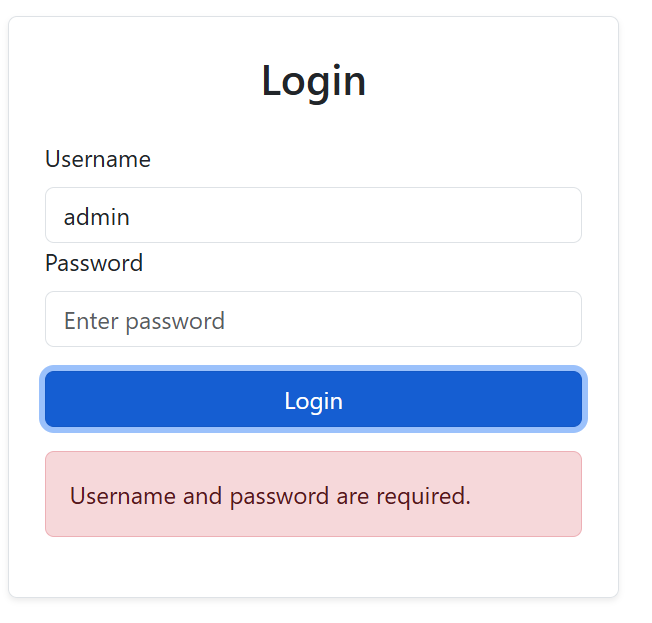 Login
Username
admin
Password
Enter password
Login
Username and password are required.